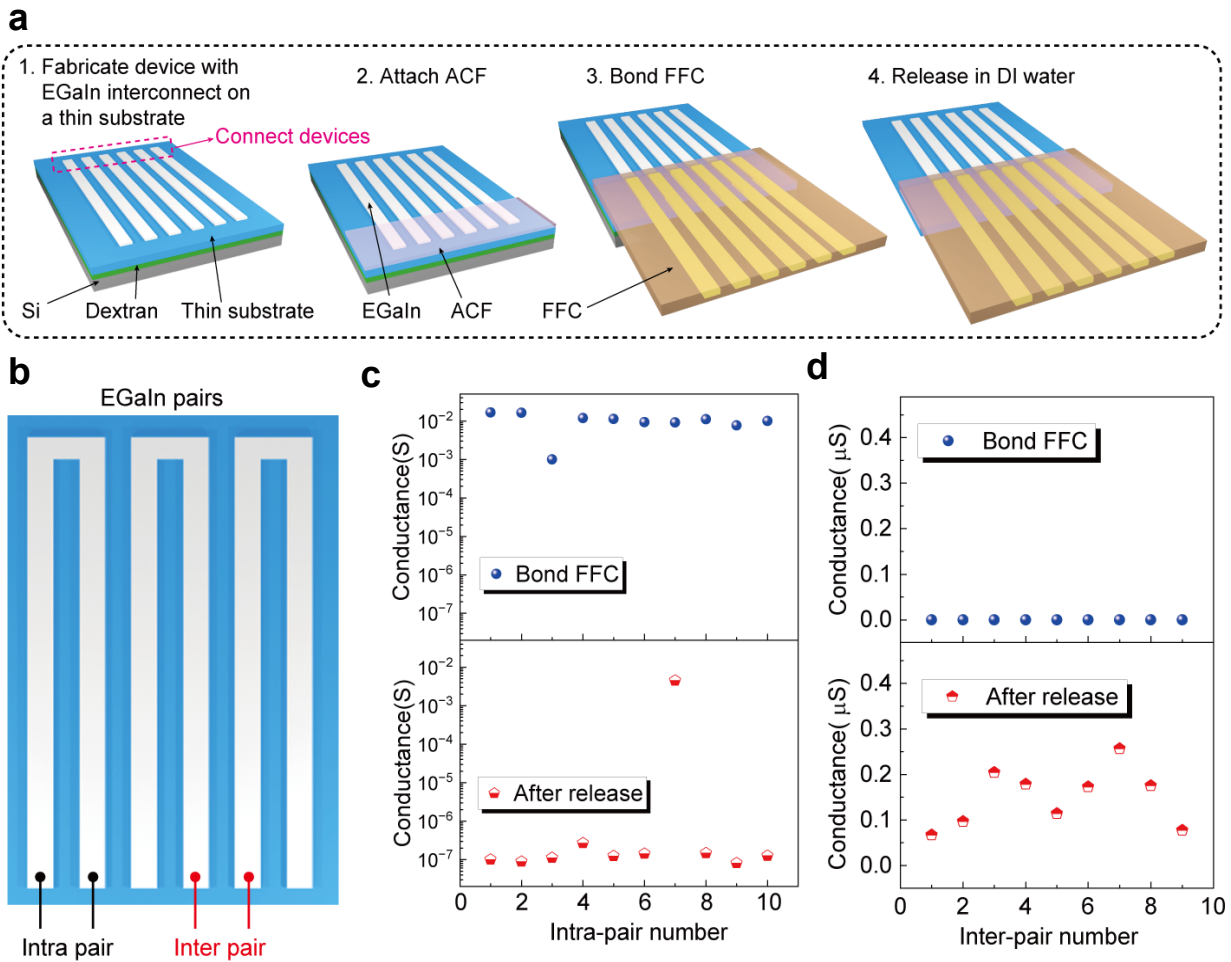 a
1. Fabricate device with
EGaIn interconnect on
a thin substrate
Connect devices
2. Attach ACF
3. Bond FFC
4. Release in DI water
Si
Dextran
Thin substrate
EGaIn
ACF
FFC
b
EGaIn pairs
Intra pair
Inter pair
c
Conductance(S)
10⁻²
10⁻³
10⁻⁴
10⁻⁵
10⁻⁶
10⁻⁷
Bond FFC
Conductance(S)
10⁻²
10⁻³
10⁻⁴
10⁻⁵
10⁻⁶
10⁻⁷
After release
0 2 4 6 8 10
Intra-pair number
d
Conductance( μS)
0.4
0.3
0.2
0.1
0.0
Bond FFC
Conductance( μS)
0.4
0.3
0.2
0.1
0.0
After release
0 2 4 6 8 10
Inter-pair number